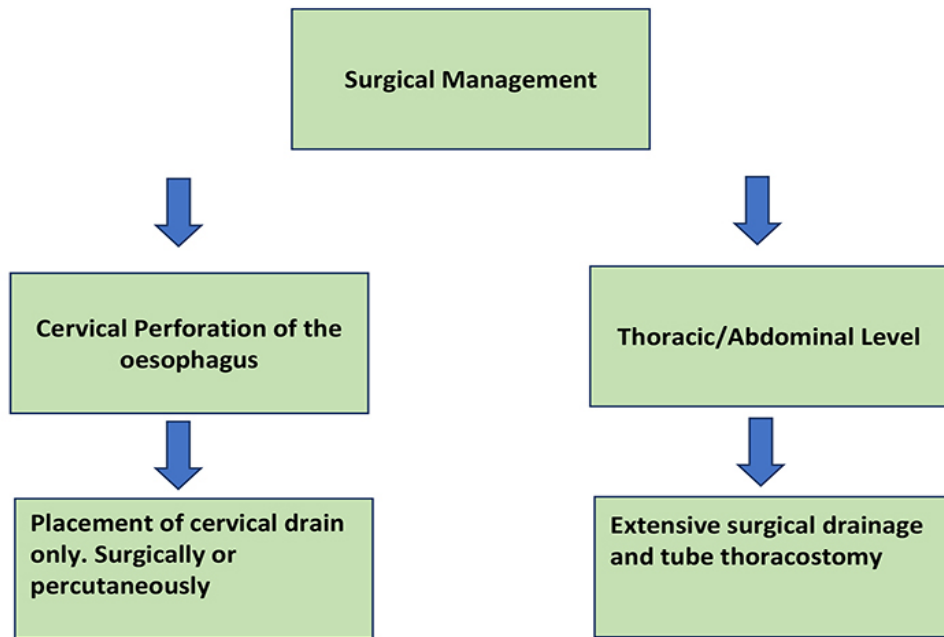 Surgical Management
Cervical Perforation of the
oesophagus
Thoracic/Abdominal Level
Placement of cervical drain
only. Surgically or
percutaneously
Extensive surgical drainage
and tube thoracostomy